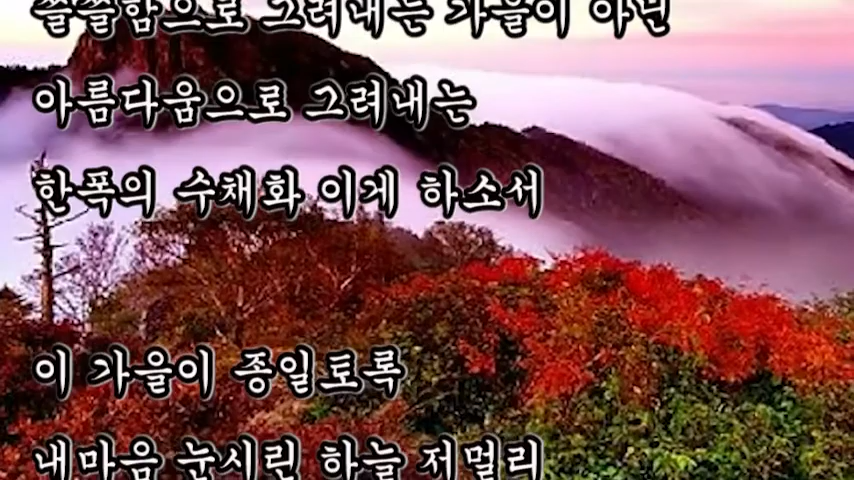 쓸쓸함으로 그려내는 가을이 아닌
아름다움으로 그려내는
한폭의 수채화 이게 하소서
이 가을이 종일토록
내마음 눈시린 하늘 저멀리